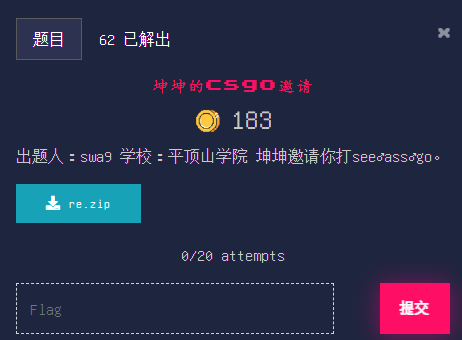 题目 62 已解出
×
坤坤的csgo邀请
183
出题人：swa9 学校：平顶山学院 坤坤邀请你打see♂ass♂go。
re.zip
0/20 attempts
Flag 提交